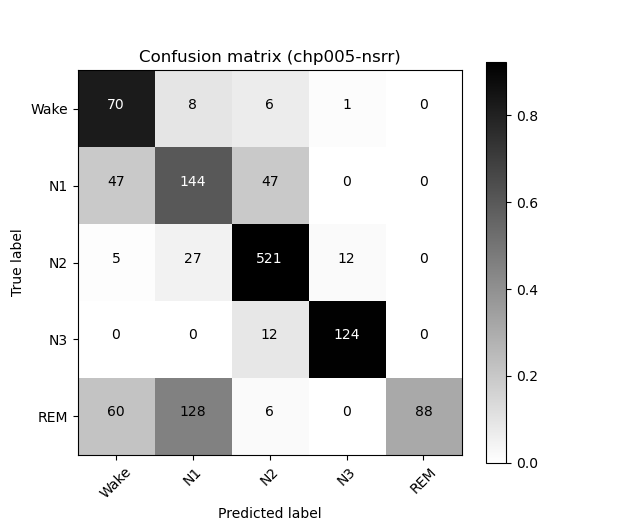 Confusion matrix (chp005-nsrr)
Wake 70 8 6 1 0
N1 47 144 47 0 0
N2 5 27 521 12 0
N3 0 0 12 124 0
REM 60 128 6 0 88
Wake N1 N2 N3 REM
Predicted label
True label
0.8
0.6
0.4
0.2
0.0